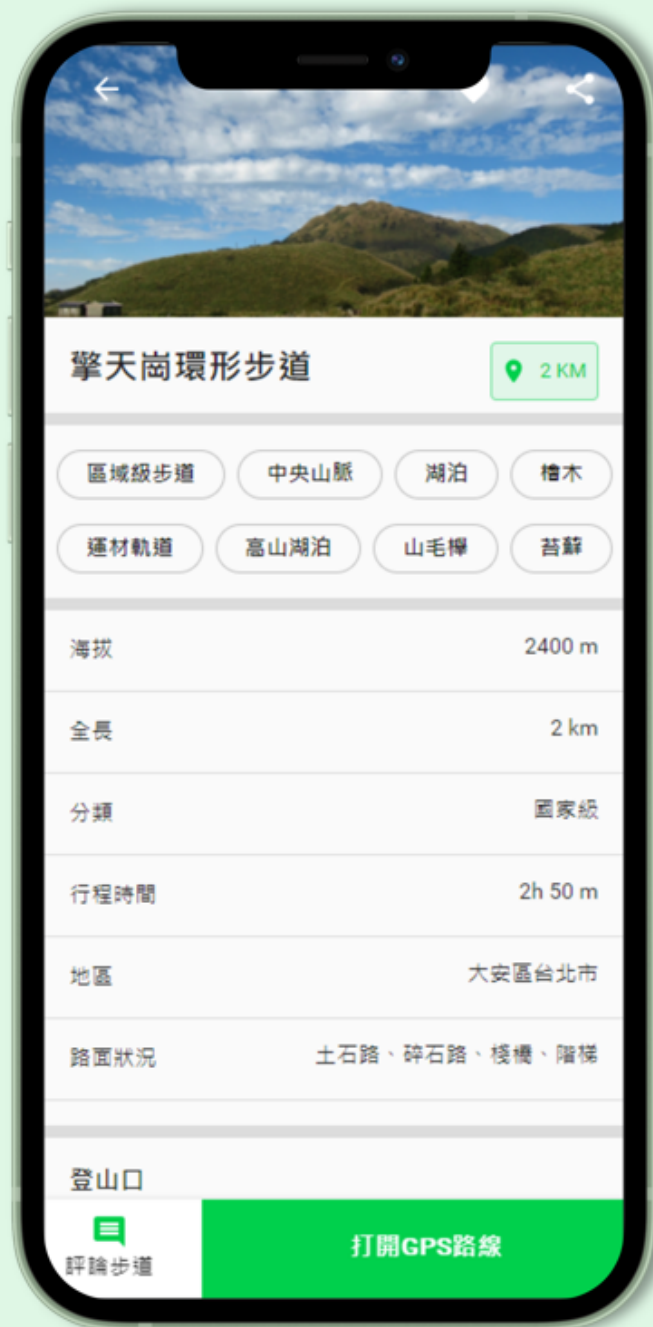 擎天崗環形步道
2 KM
區域級步道 中央山脈 湖泊 檜木
運材軌道 高山湖泊 山毛櫸 苔蘚
海拔 2400 m
全長 2 km
分類 國家級
行程時間 2h 50 m
地區 大安區台北市
路面狀況 土石路、碎石路、棧橋、階梯
登山口
評論步道
打開GPS路線